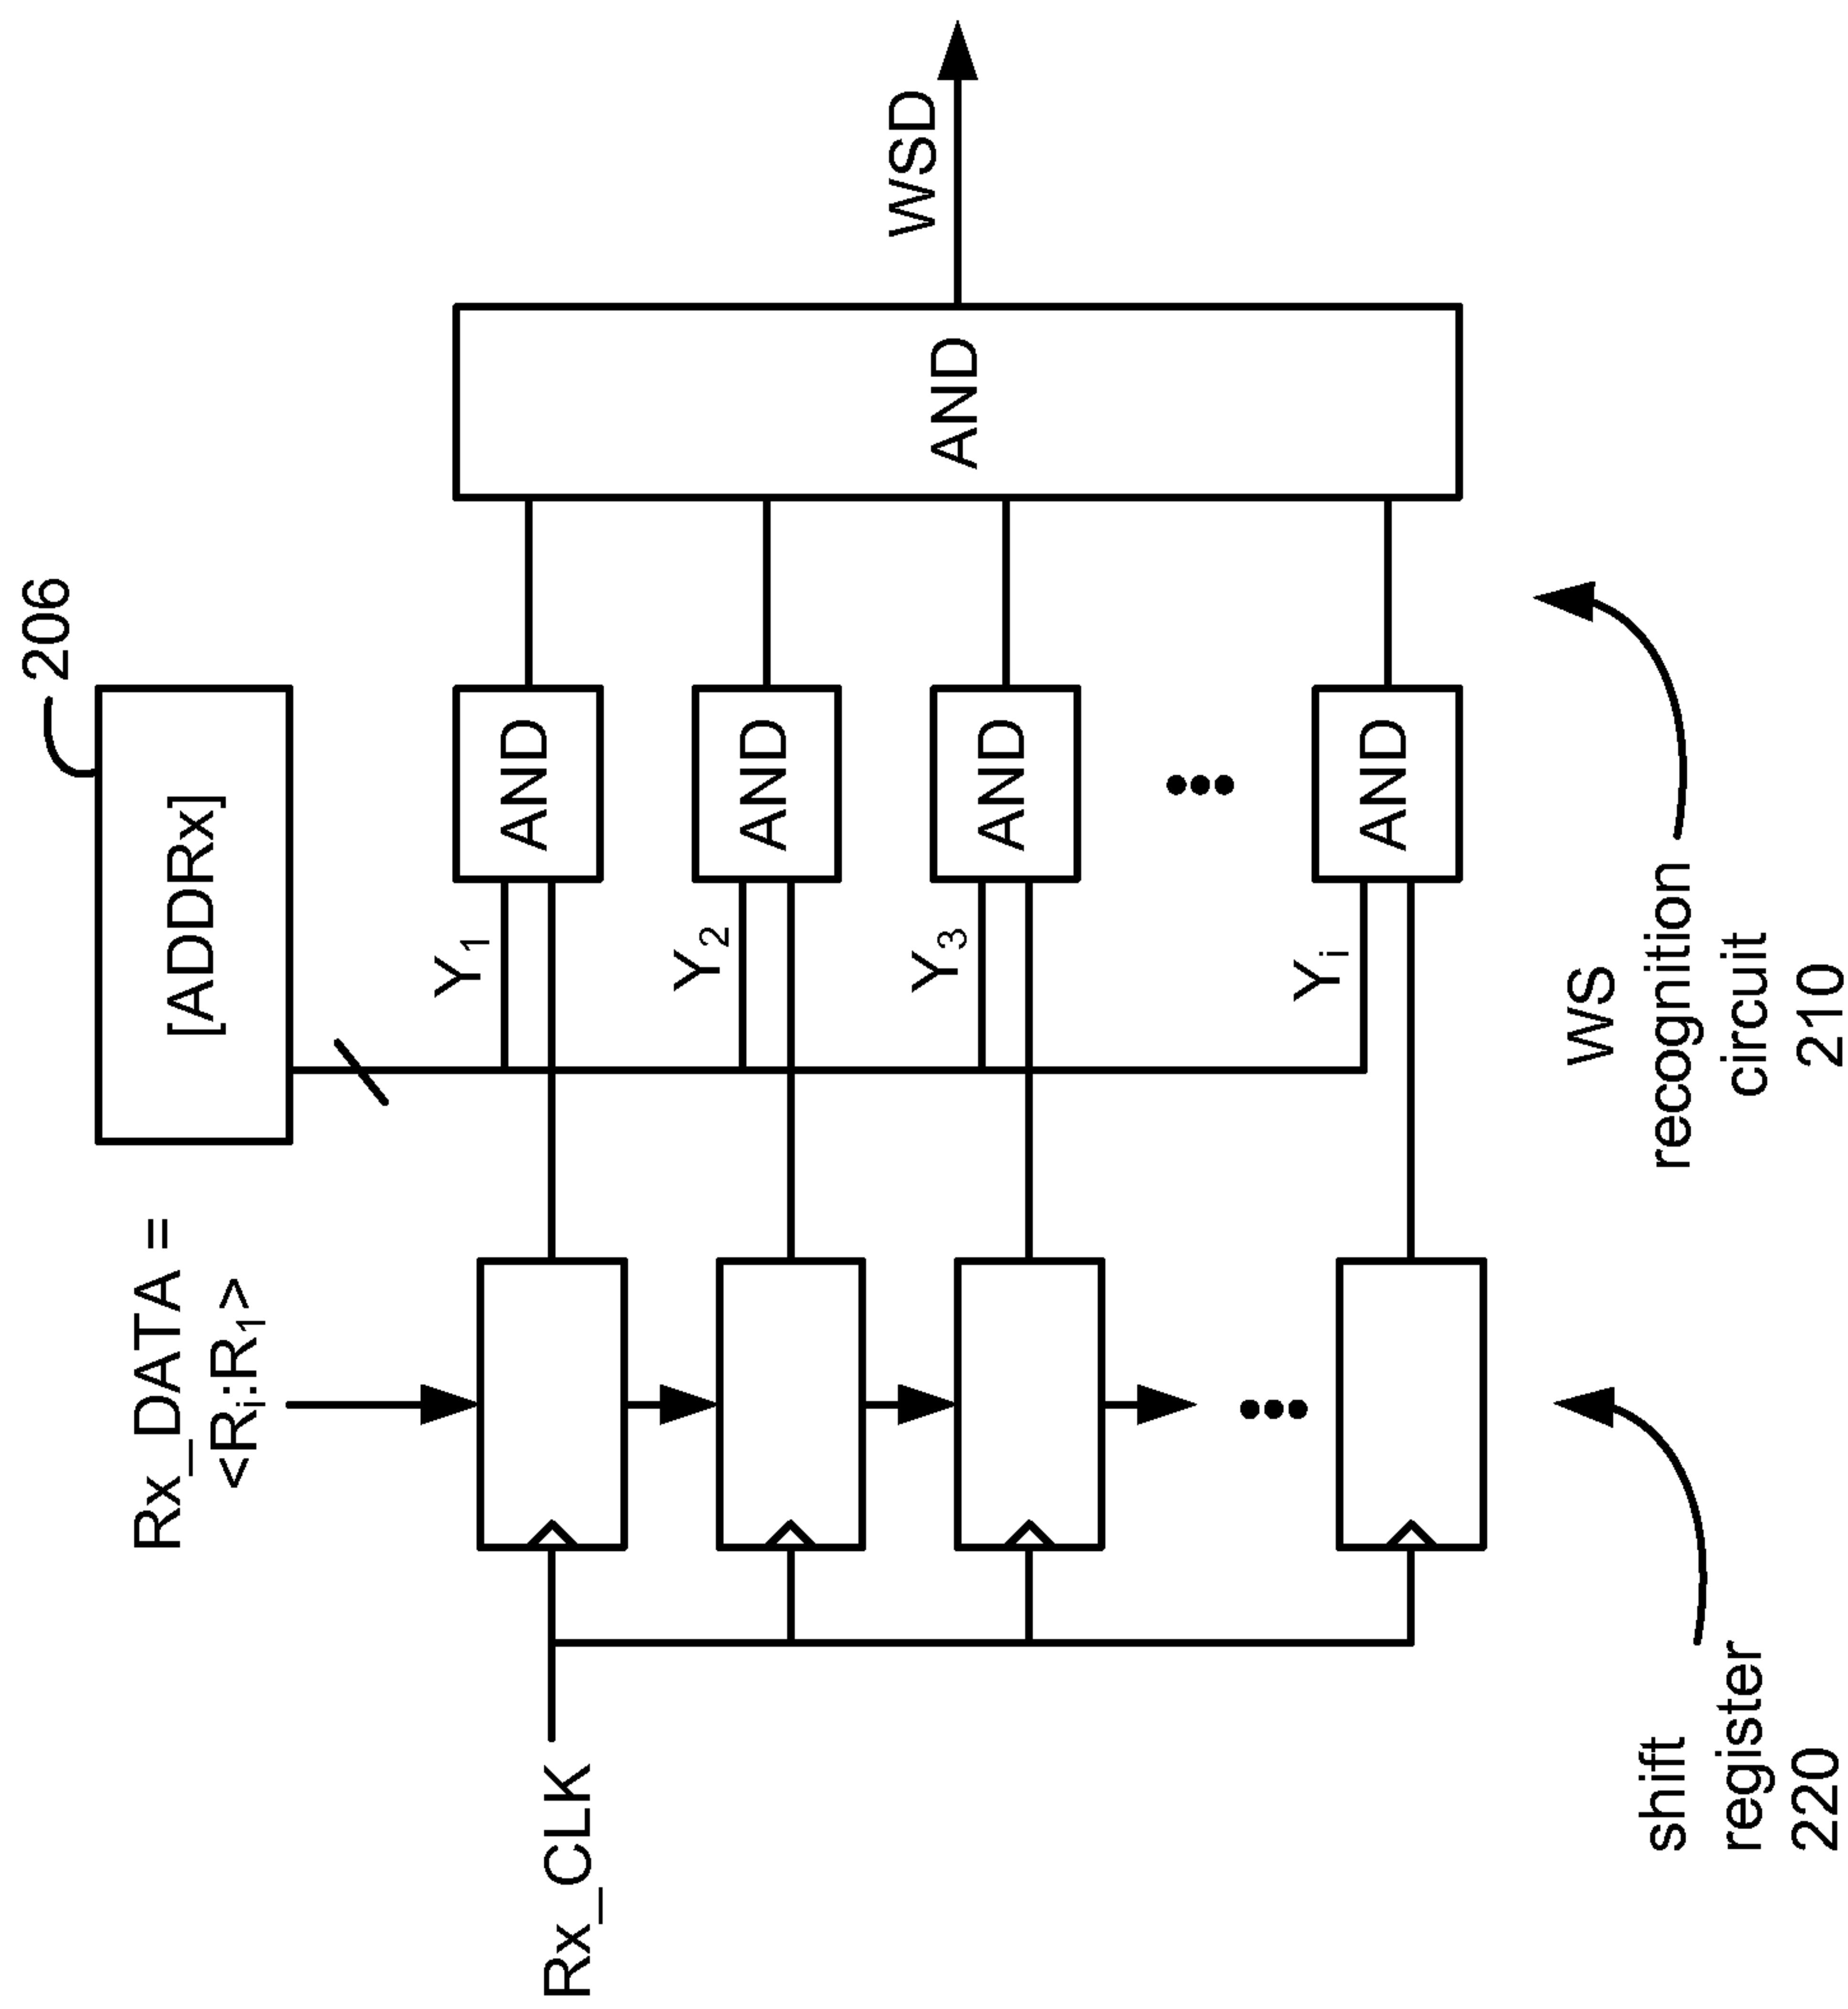 206
[ADDRx]
Rx_DATA =
<Ri:R1>
Y1
AND
Y2
AND
Y3
AND
Yi
AND
AND
WSD
Rx_CLK
shift
register
220
WS
recognition
circuit
210